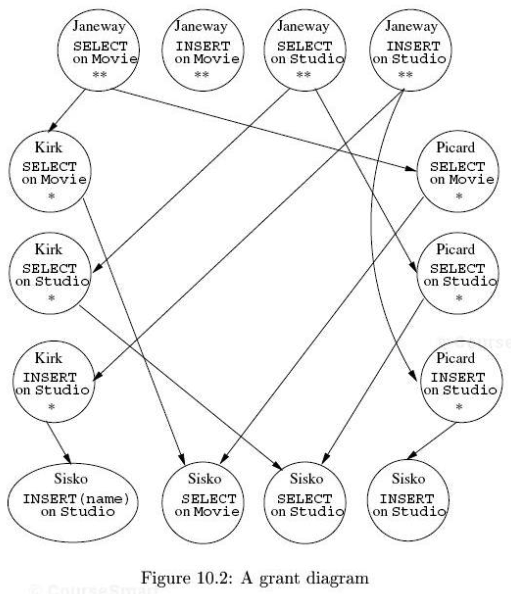 Janeway
SELECT
on Movie
**
Janeway
INSERT
on Movie
**
Janeway
SELECT
on Studio
**
Janeway
INSERT
on Studio
**
Kirk
SELECT
on Movie
*
Picard
SELECT
on Movie
*
Kirk
SELECT
on Studio
*
Picard
SELECT
on Studio
*
Kirk
INSERT
on Studio
*
Picard
INSERT
on Studio
*
Sisko
INSERT(name)
on Studio
Sisko
SELECT
on Movie
Sisko
SELECT
on Studio
Sisko
INSERT
on Studio
Figure 10.2: A grant diagram